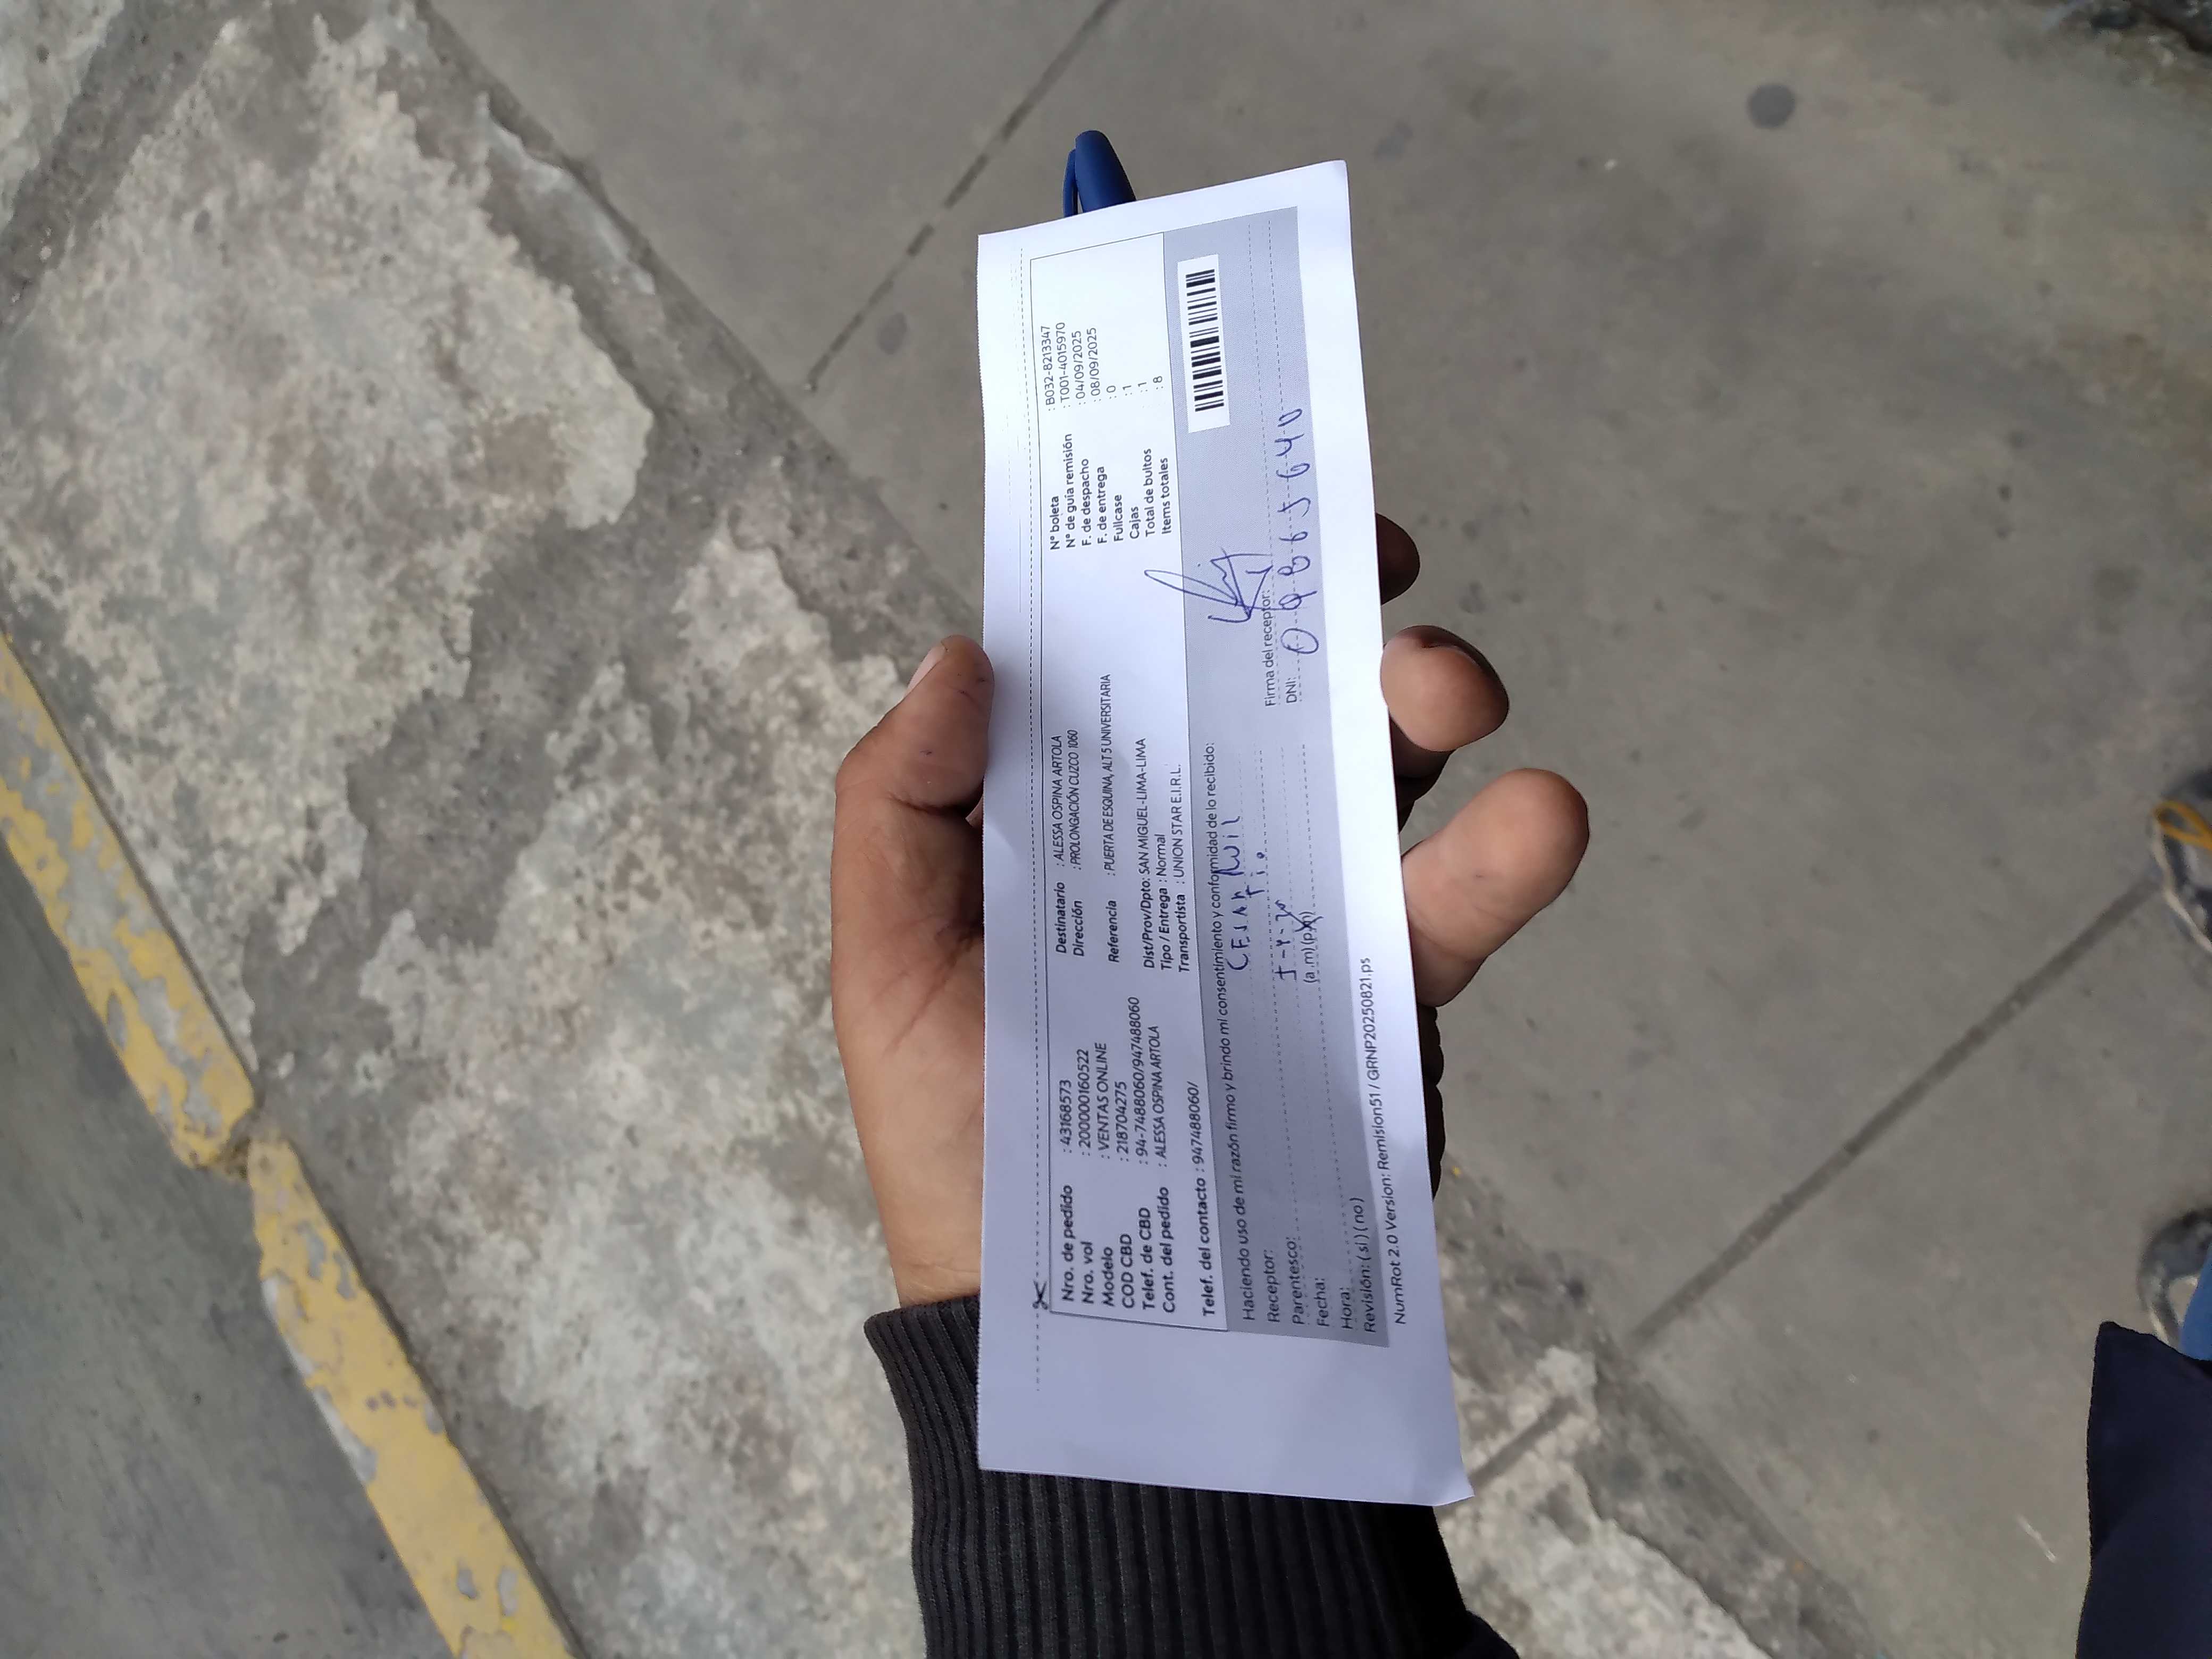 Nro. de pedido : 43168573
Nro. vol : 2000000160522
Modelo : VENTAS ONLINE
COD CBD : 218704275
Telef. de CBD : 94-7488060/947488060
Cont. del pedido : ALESSA OSPINA ARTOLA
Telef. del contacto : 947488060/
Destinatario : ALESSA OSPINA ARTOLA
Dirección : PROLONGACIÓN CUZCO 1060
Referencia : PUERTA DE ESQUINA, ALT 5 UNIVERSITARIA
Dist/Prov/Dpto: SAN MIGUEL-LIMA-LIMA
Tipo / Entrega : Normal
Transportista : UNION STAR E.I.R.L.
N° boleta : B032-8213347
N° de guía remisión : T001-4015970
F. de despacho : 04/09/2025
F. de entrega : 08/09/2025
Fullcase : 0
Cajas : 1
Total de bultos : 1
Items totales : 8
Haciendo uso de mi razón firmo y brindo mi consentimiento y conformidad de lo recibido:
Receptor: CESAR Wil
Parentesco: Tio
Fecha:
Hora: (a.m) (p.m)
Revisión: (si) (no)
Firma del receptor:
DNI: 09865640
NumRot 2.0 Version: Remision51 / GRNP20250821.ps